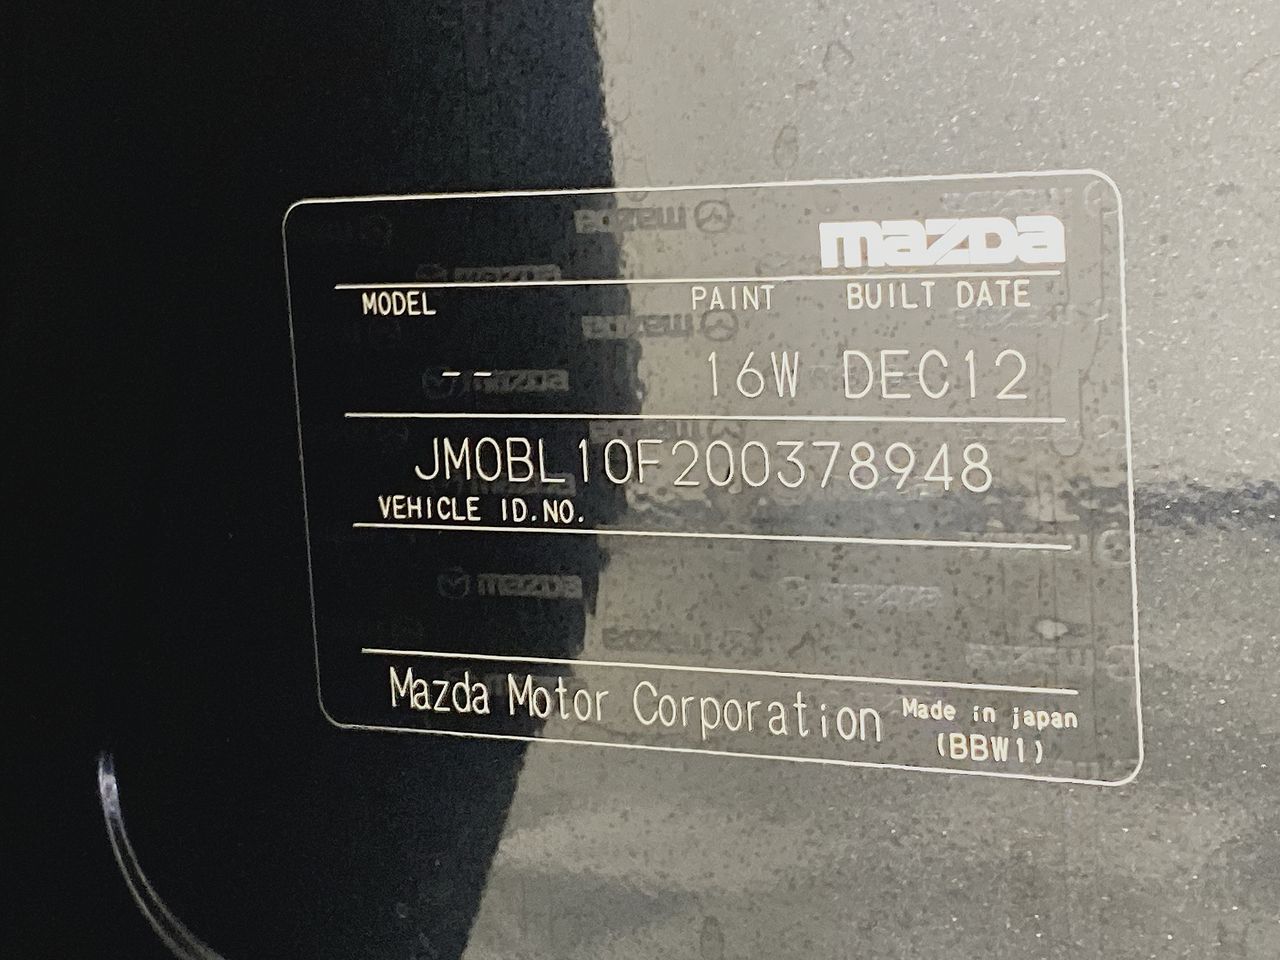 mazda
MODEL PAINT BUILT DATE
-- 16W DEC12
JM0BL10F200378948
VEHICLE ID.NO.
Mazda Motor Corporation Made in japan
(BBW1)